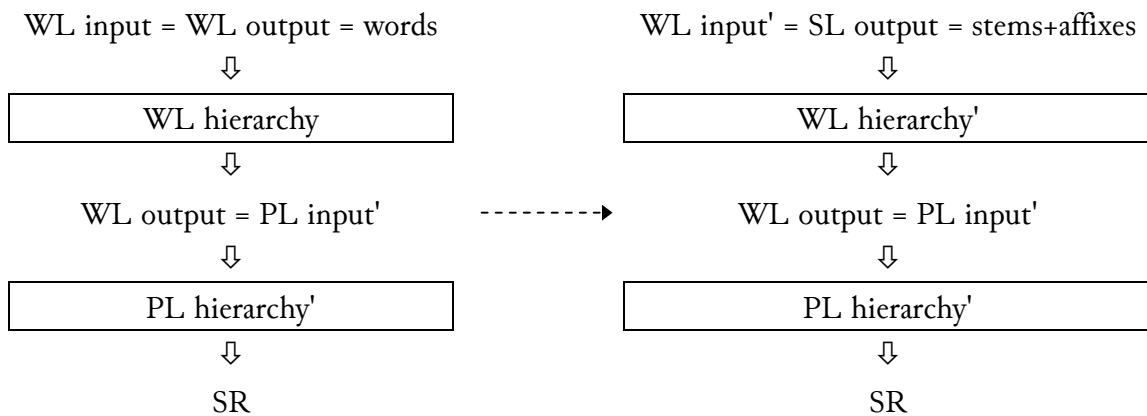 WL input = WL output = words
WL hierarchy
WL output = PL input'
PL hierarchy'
SR
WL input' = SL output = stems+affixes
WL hierarchy'
WL output = PL input'
PL hierarchy'
SR